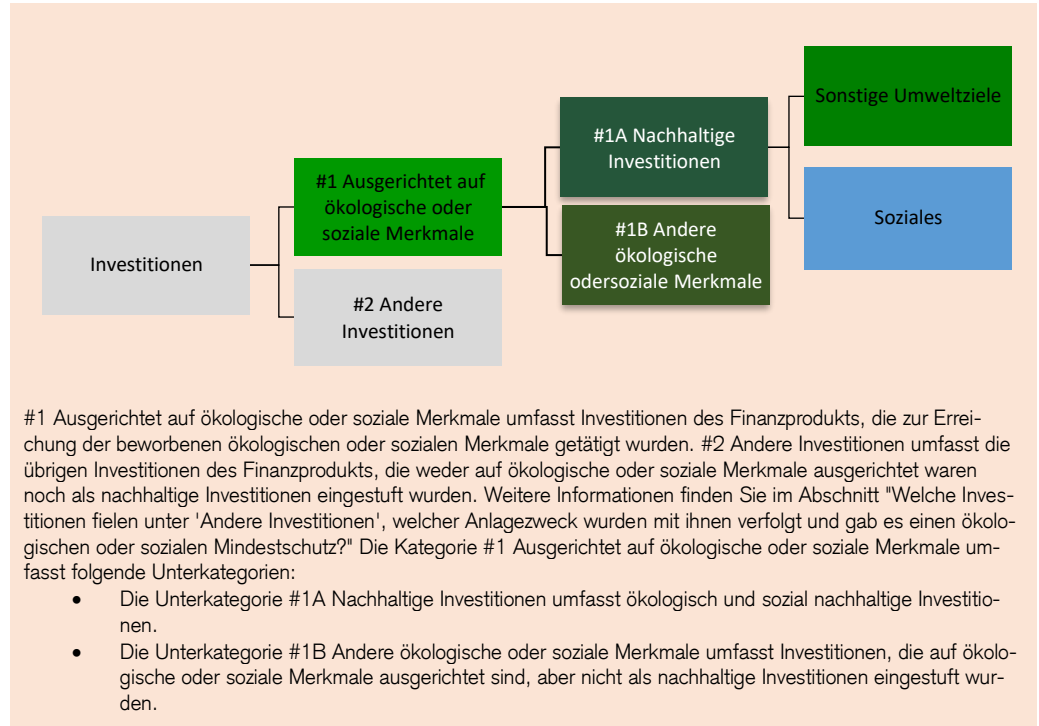 Investitionen
#1 Ausgerichtet auf
ökologische oder
soziale Merkmale
#2 Andere
Investitionen
#1A Nachhaltige
Investitionen
#1B Andere
ökologische
odersoziale Merkmale
Sonstige Umweltziele
Soziales
#1 Ausgerichtet auf ökologische oder soziale Merkmale umfasst Investitionen des Finanzprodukts, die zur Errei-
chung der beworbenen ökologischen oder sozialen Merkmale getätigt wurden. #2 Andere Investitionen umfasst die
übrigen Investitionen des Finanzprodukts, die weder auf ökologische oder soziale Merkmale ausgerichtet waren
noch als nachhaltige Investitionen eingestuft wurden. Weitere Informationen finden Sie im Abschnitt "Welche Inves-
titionen fielen unter 'Andere Investitionen', welcher Anlagezweck wurden mit ihnen verfolgt und gab es einen ökolo-
gischen oder sozialen Mindestschutz?" Die Kategorie #1 Ausgerichtet auf ökologische oder soziale Merkmale um-
fasst folgende Unterkategorien:
• Die Unterkategorie #1A Nachhaltige Investitionen umfasst ökologisch und sozial nachhaltige Investitio-
nen.
• Die Unterkategorie #1B Andere ökologische oder soziale Merkmale umfasst Investitionen, die auf ökolo-
gische oder soziale Merkmale ausgerichtet sind, aber nicht als nachhaltige Investitionen eingestuft wur-
den.